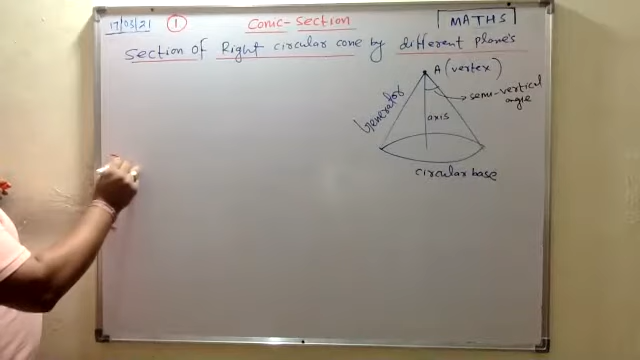 17/03/21 1 Conic-Section MATHS
Section of Right circular cone by different plane's
A (vertex)
Generator
semi-vertical
angle
axis
circular base